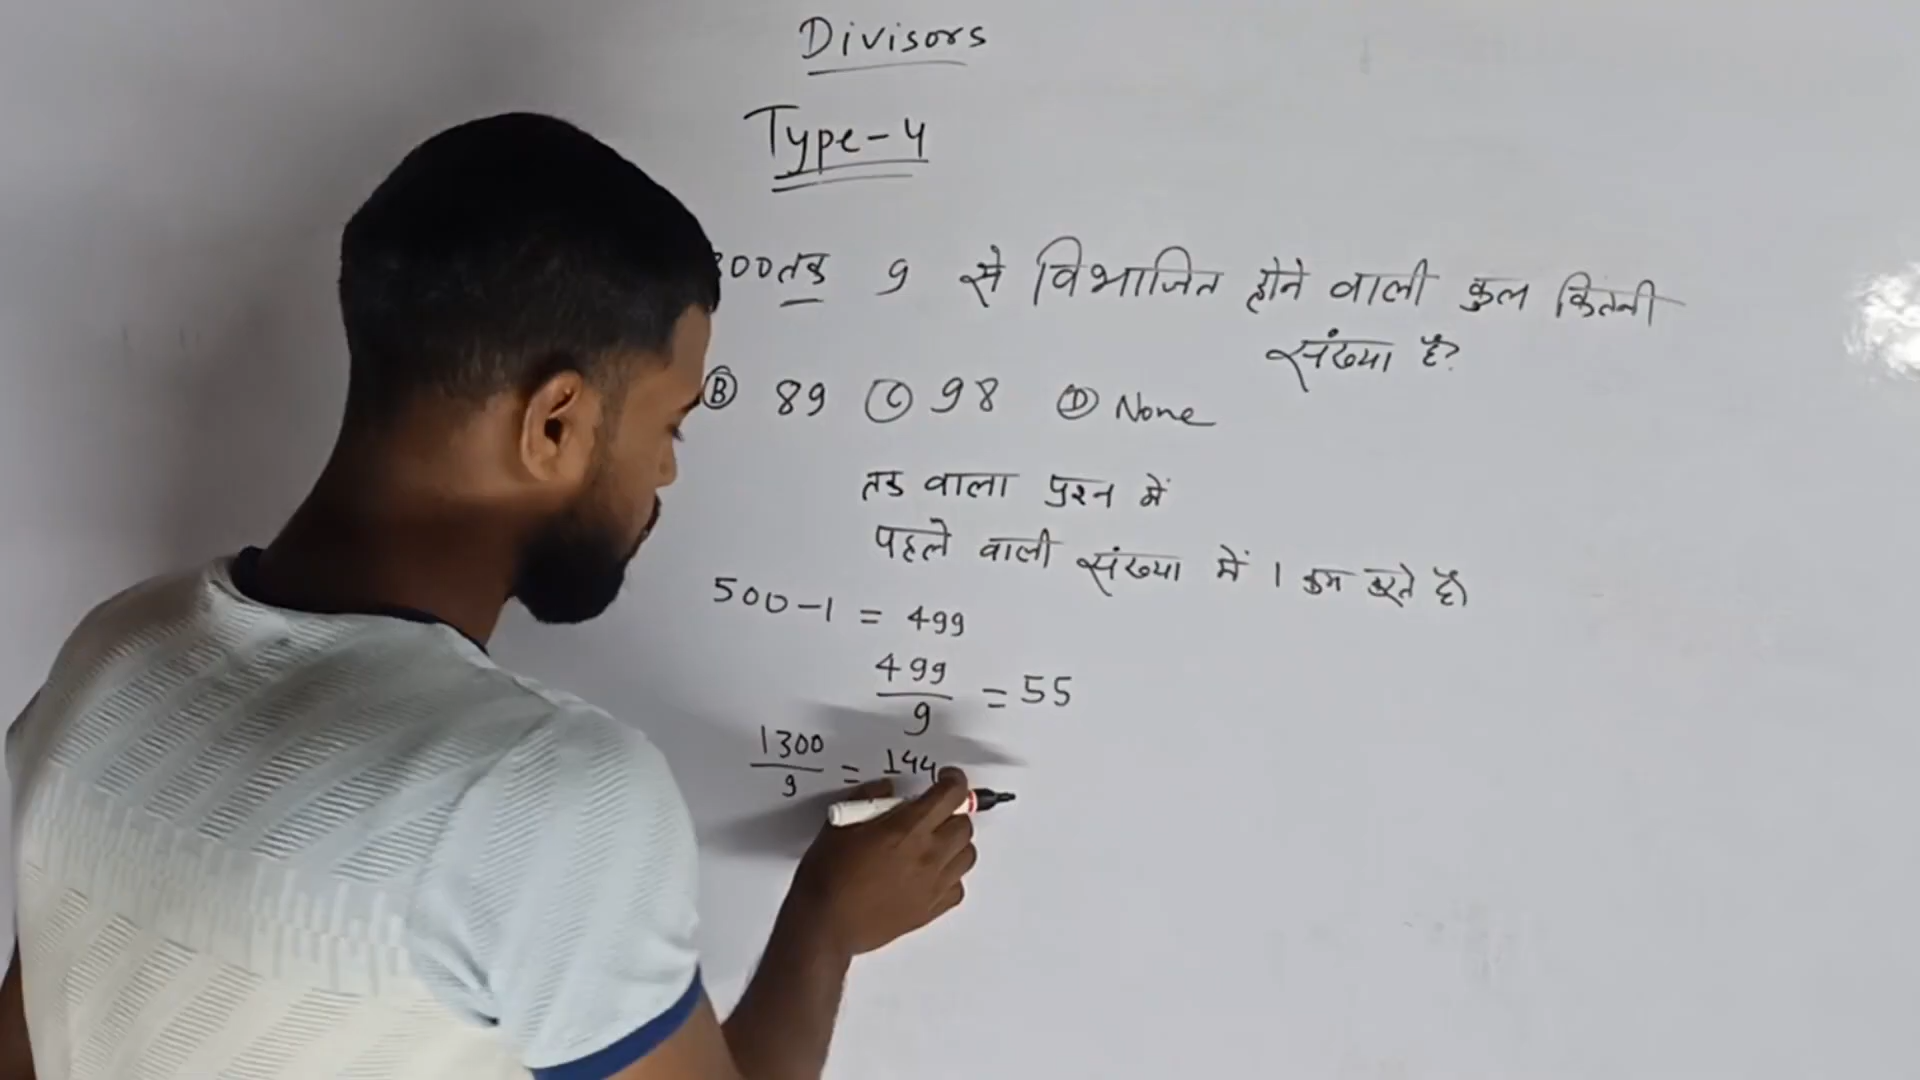 Divisors
Type-4
300तक 9 से विभाजित होने वाली कुल कितनी
संख्या है?
Ⓑ 89 Ⓒ 98 Ⓓ None
तक वाला प्रश्न में
पहले वाली संख्या में 1 कम करते है।
500-1 = 499
499/9 = 55
1300/9 = 144